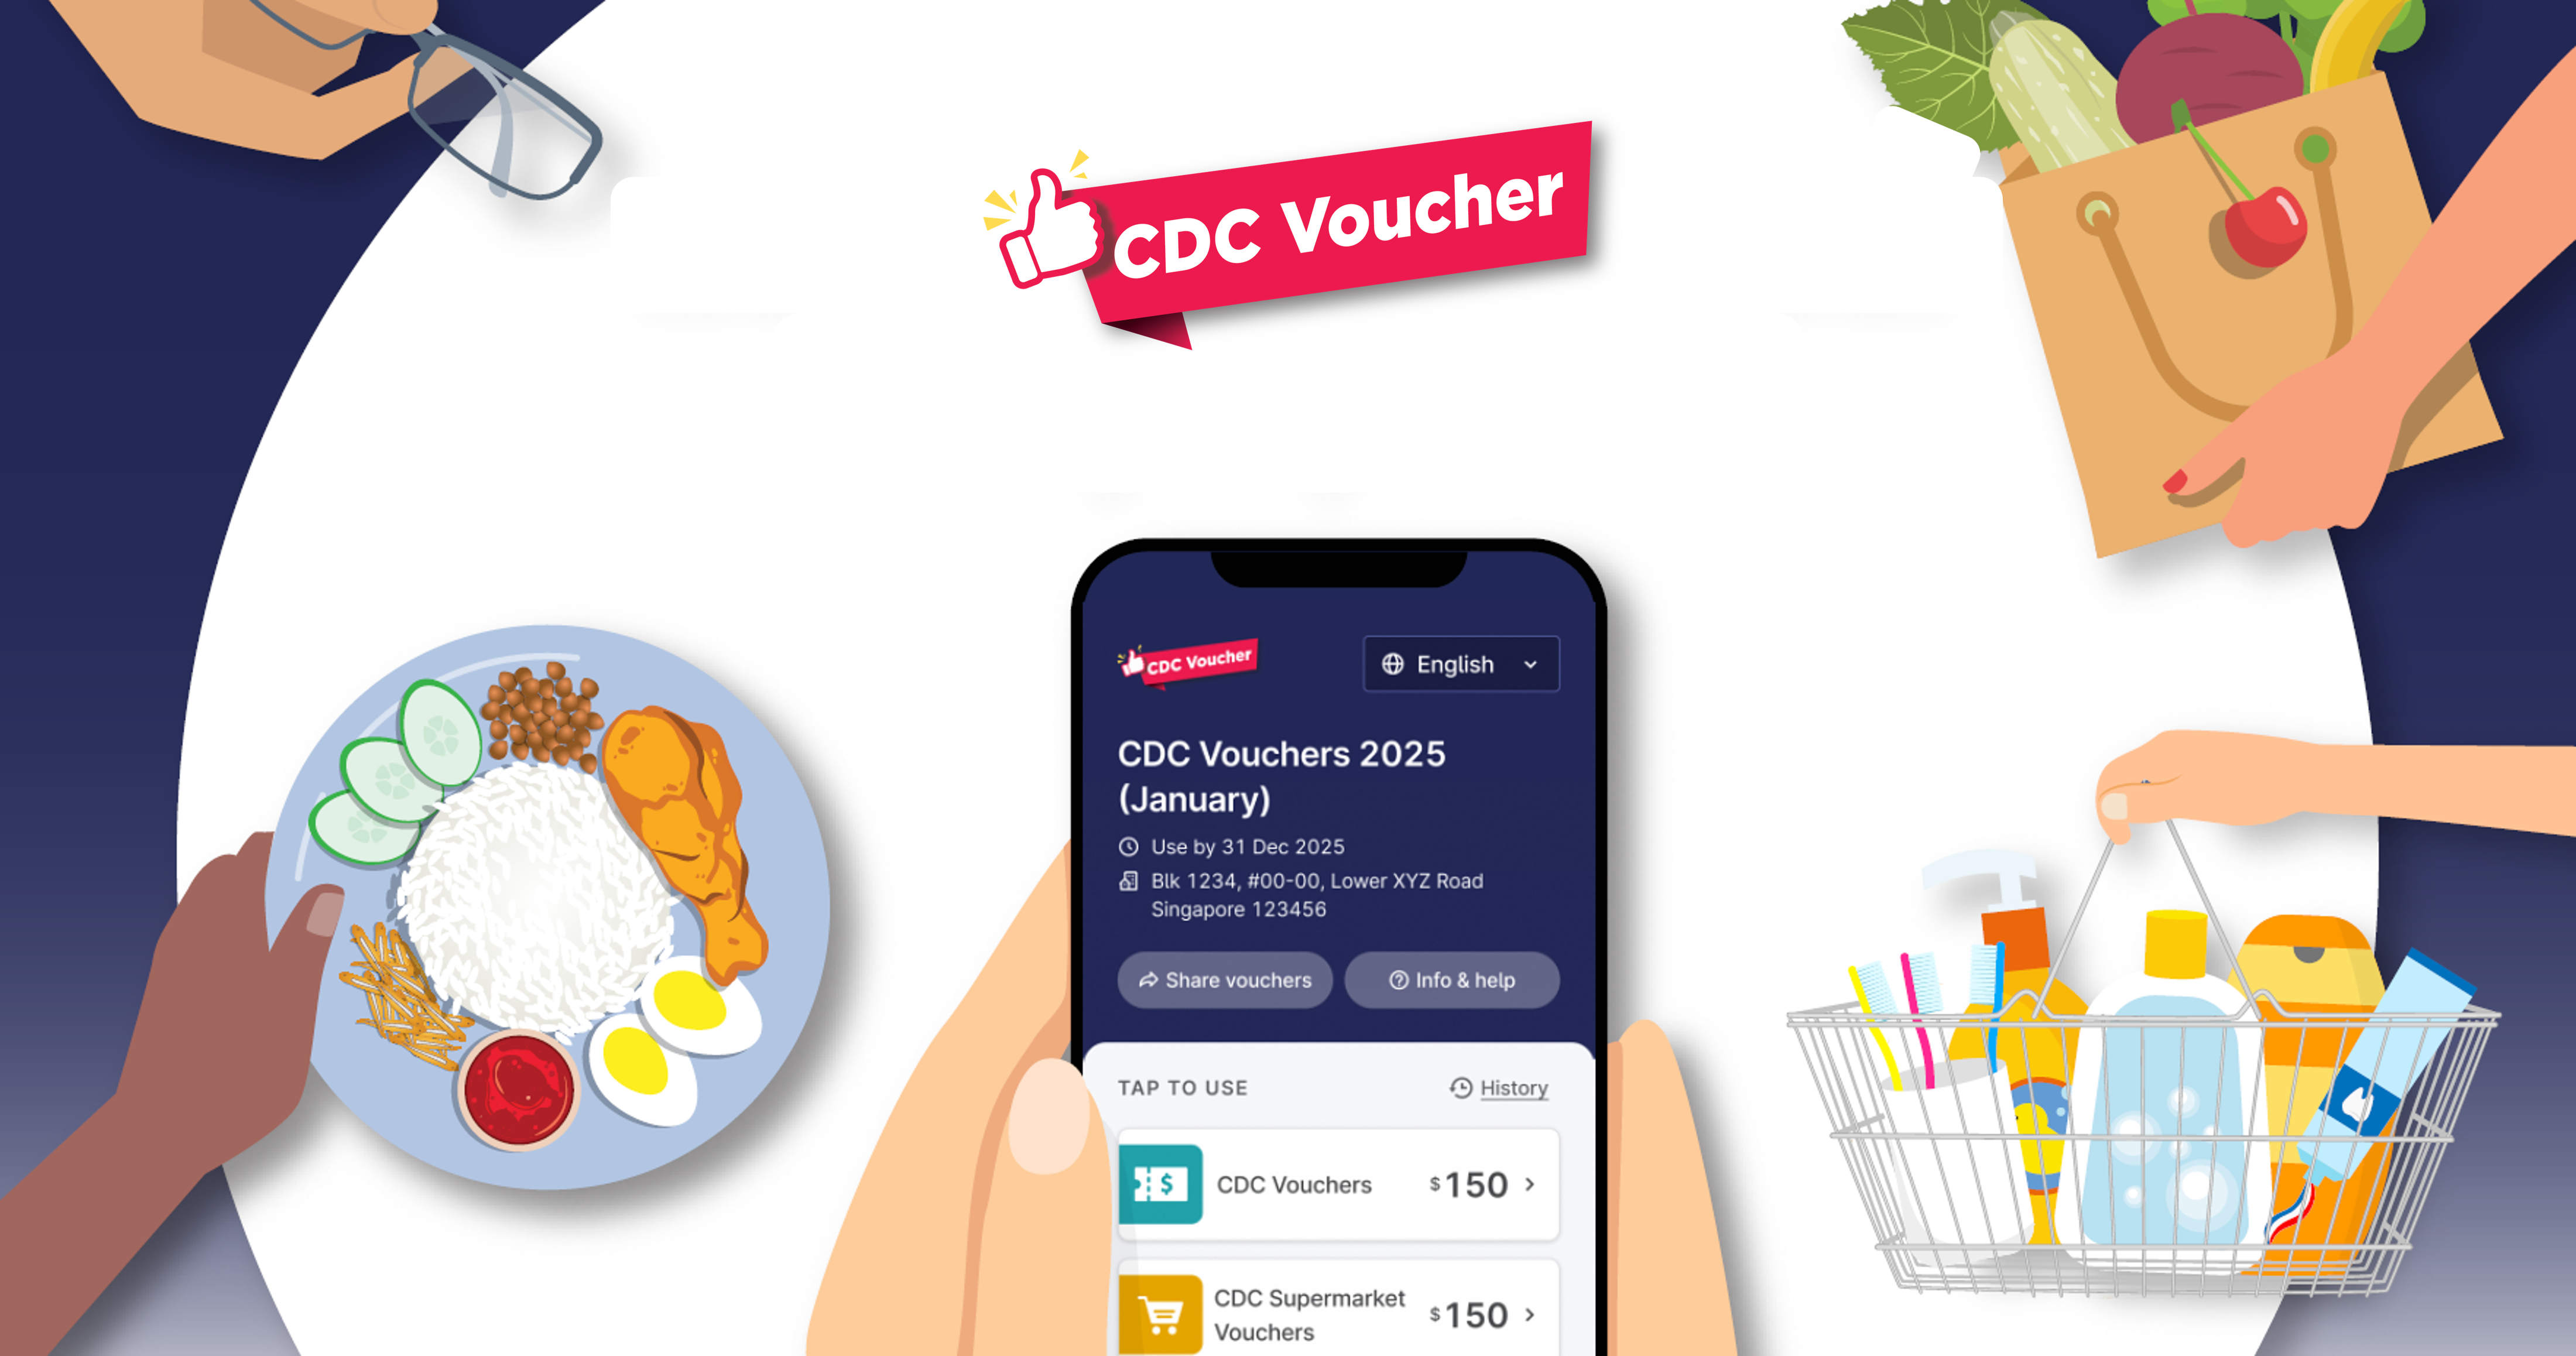 CDC Voucher
CDC Voucher
English
CDC Vouchers 2025
(January)
Use by 31 Dec 2025
Blk 1234, #00-00, Lower XYZ Road
Singapore 123456
Share vouchers
Info & help
TAP TO USE
History
CDC Vouchers
$150
CDC Supermarket
Vouchers
$150